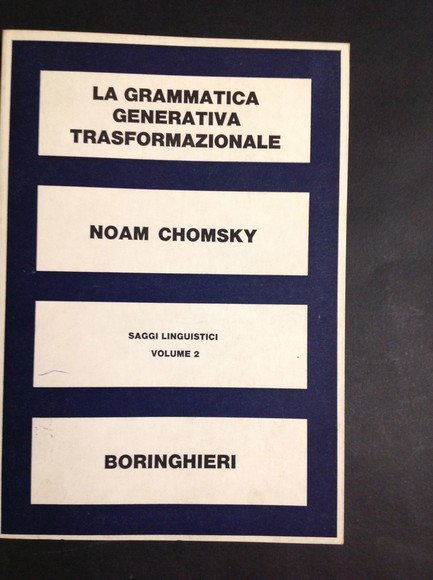 LA GRAMMATICA
GENERATIVA
TRASFORMAZIONALE
NOAM CHOMSKY
SAGGI LINGUISTICI
VOLUME 2
BORINGHIERI